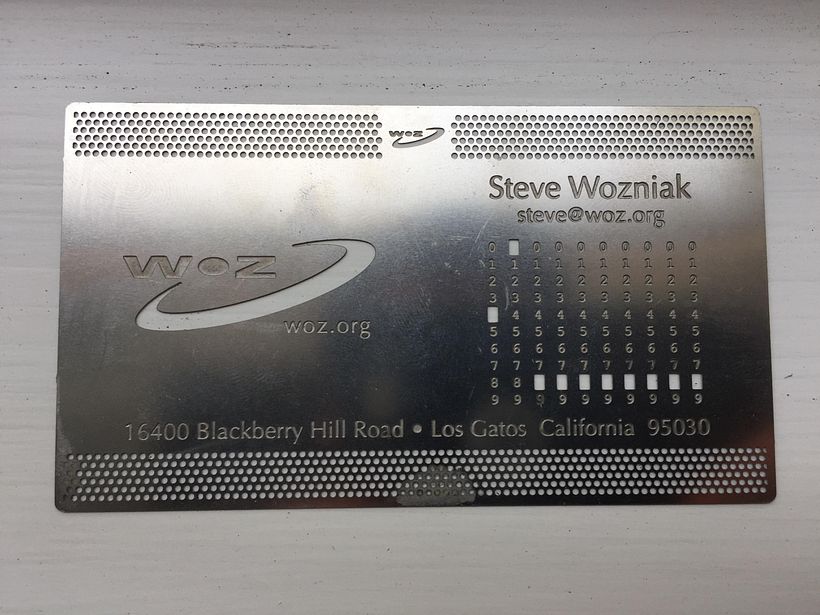 WOZ
Steve Wozniak
steve@woz.org
WOZ
woz.org
0 0 0 0 0 0 0 0 0
1 1 1 1 1 1 1 1 1 1
2 2 2 2 2 2 2 2 2 2
3 3 3 3 3 3 3 3 3 3
4 4 4 4 4 4 4 4 4
5 5 5 5 5 5 5 5 5 5
6 6 6 6 6 6 6 6 6 6
7 7 7 7 7 7 7 7 7 7
8 8
9 9 9 9 9 9 9 9 9 9
16400 Blackberry Hill Road • Los Gatos California 95030